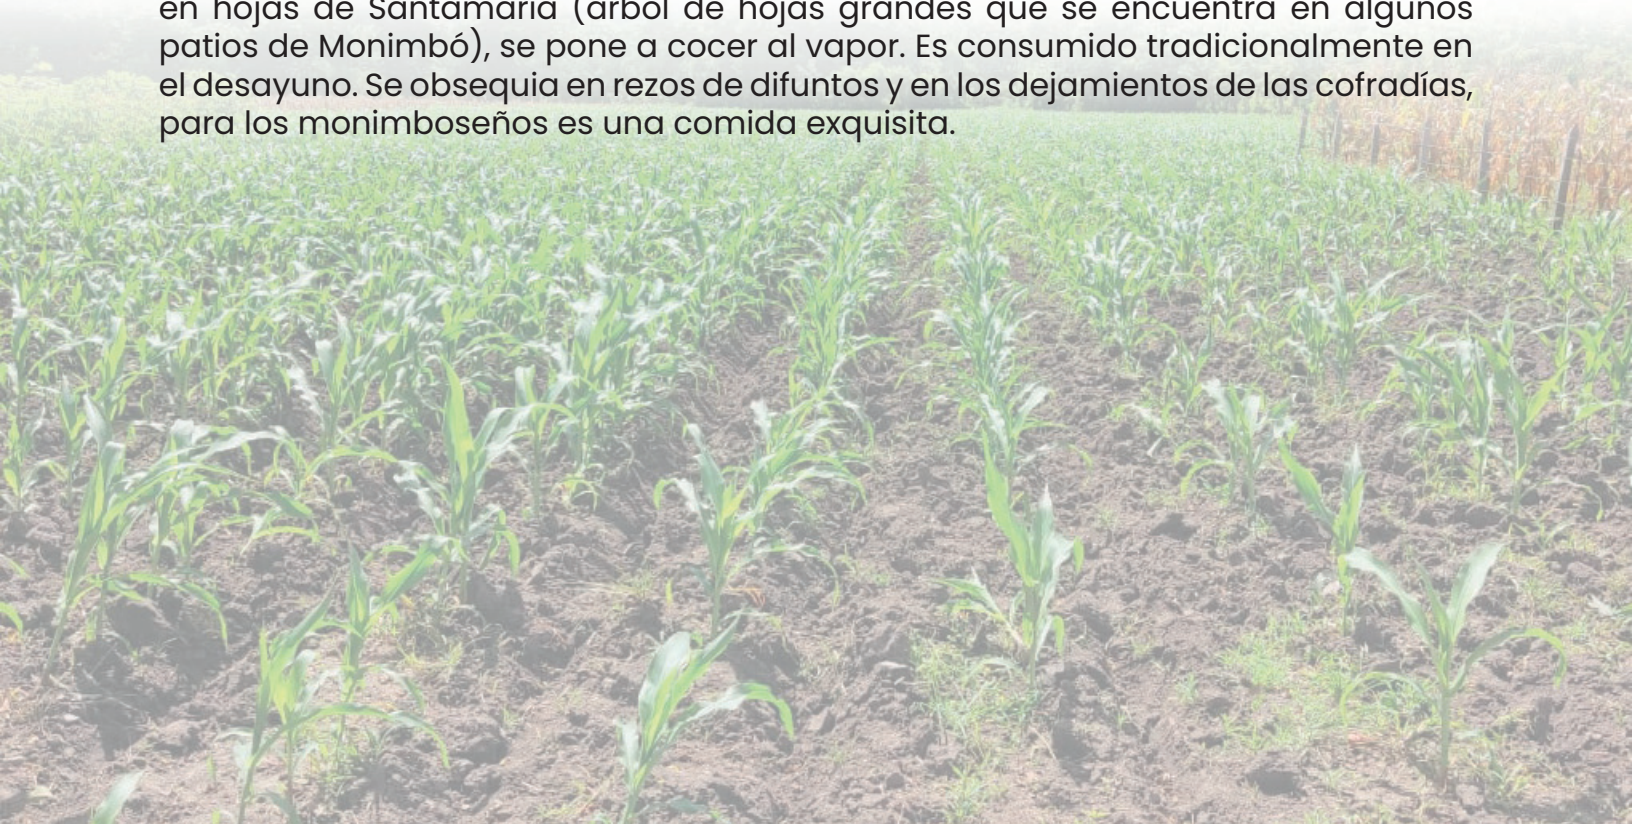 en hojas de Santamaría (árbol de hojas grandes que se encuentra en algunos
patios de Monimbó), se pone a cocer al vapor. Es consumido tradicionalmente en
el desayuno. Se obsequia en rezos de difuntos y en los dejamientos de las cofradías,
para los monimboseños es una comida exquisita.